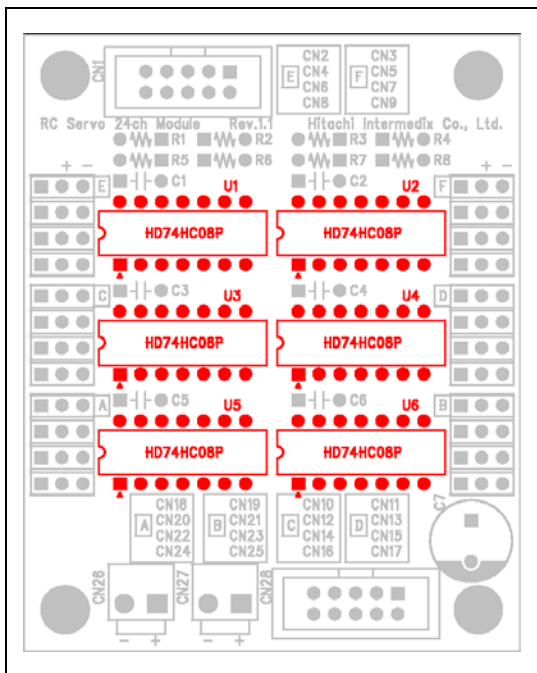 CN1
CN2 CN3
E CN4 F CN5
CN6 CN7
CN8 CN9
RC Servo 24ch Module Rev.1.1 Hitachi Intermedix Co., Ltd.
R1 R2 R3 R4
R5 R6 R7 R8
+ - + -
E C1 U1 C2 U2 F
HD74HC08P HD74HC08P
C C3 U3 C4 U4 D
HD74HC08P HD74HC08P
A C5 U5 C6 U6 B
HD74HC08P HD74HC08P
CN18 CN19 CN10 CN11 C7
A CN20 B CN21 C CN12 D CN13
CN22 CN23 CN14 CN15
CN24 CN25 CN16 CN17
CN26 CN27 CN28
- + - +